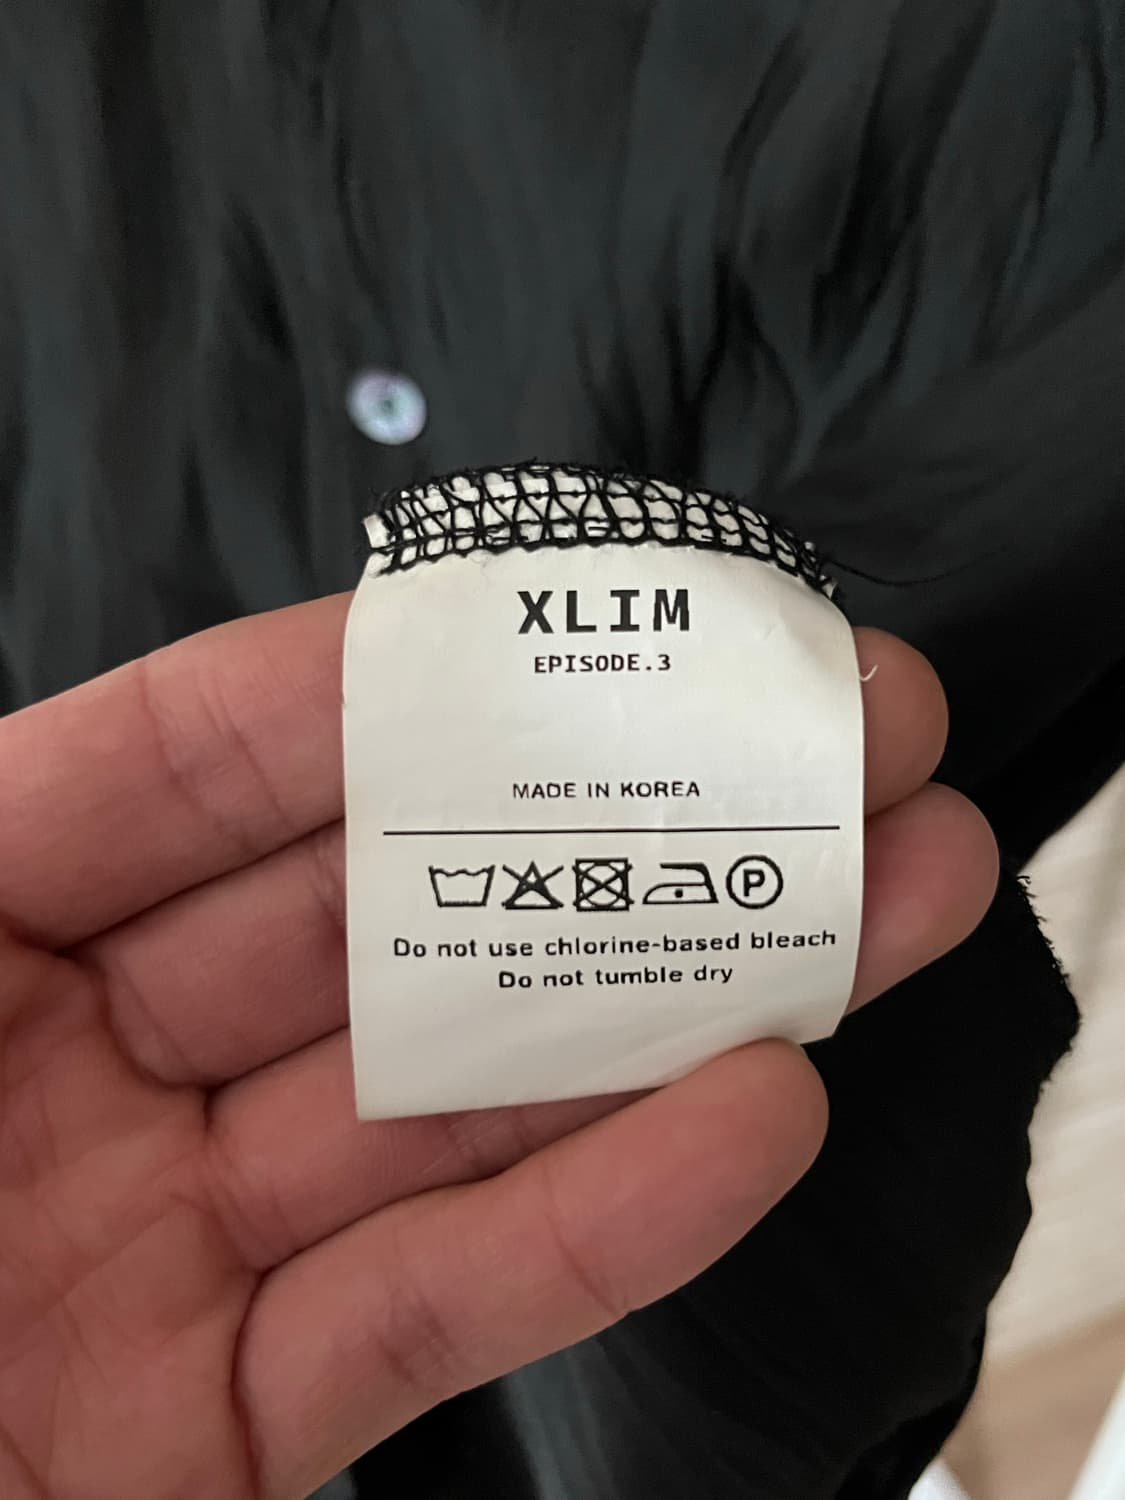 XLIM
EPISODE.3
MADE IN KOREA
P
Do not use chlorine-based bleach
Do not tumble dry